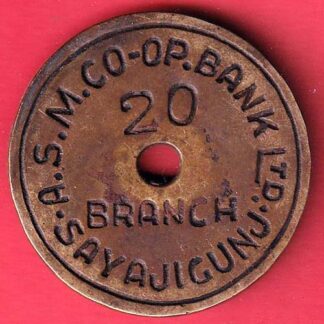 A.S.M.CO-OP.BANK LTD.
20
BRANCH
SAYAJIGUNJ